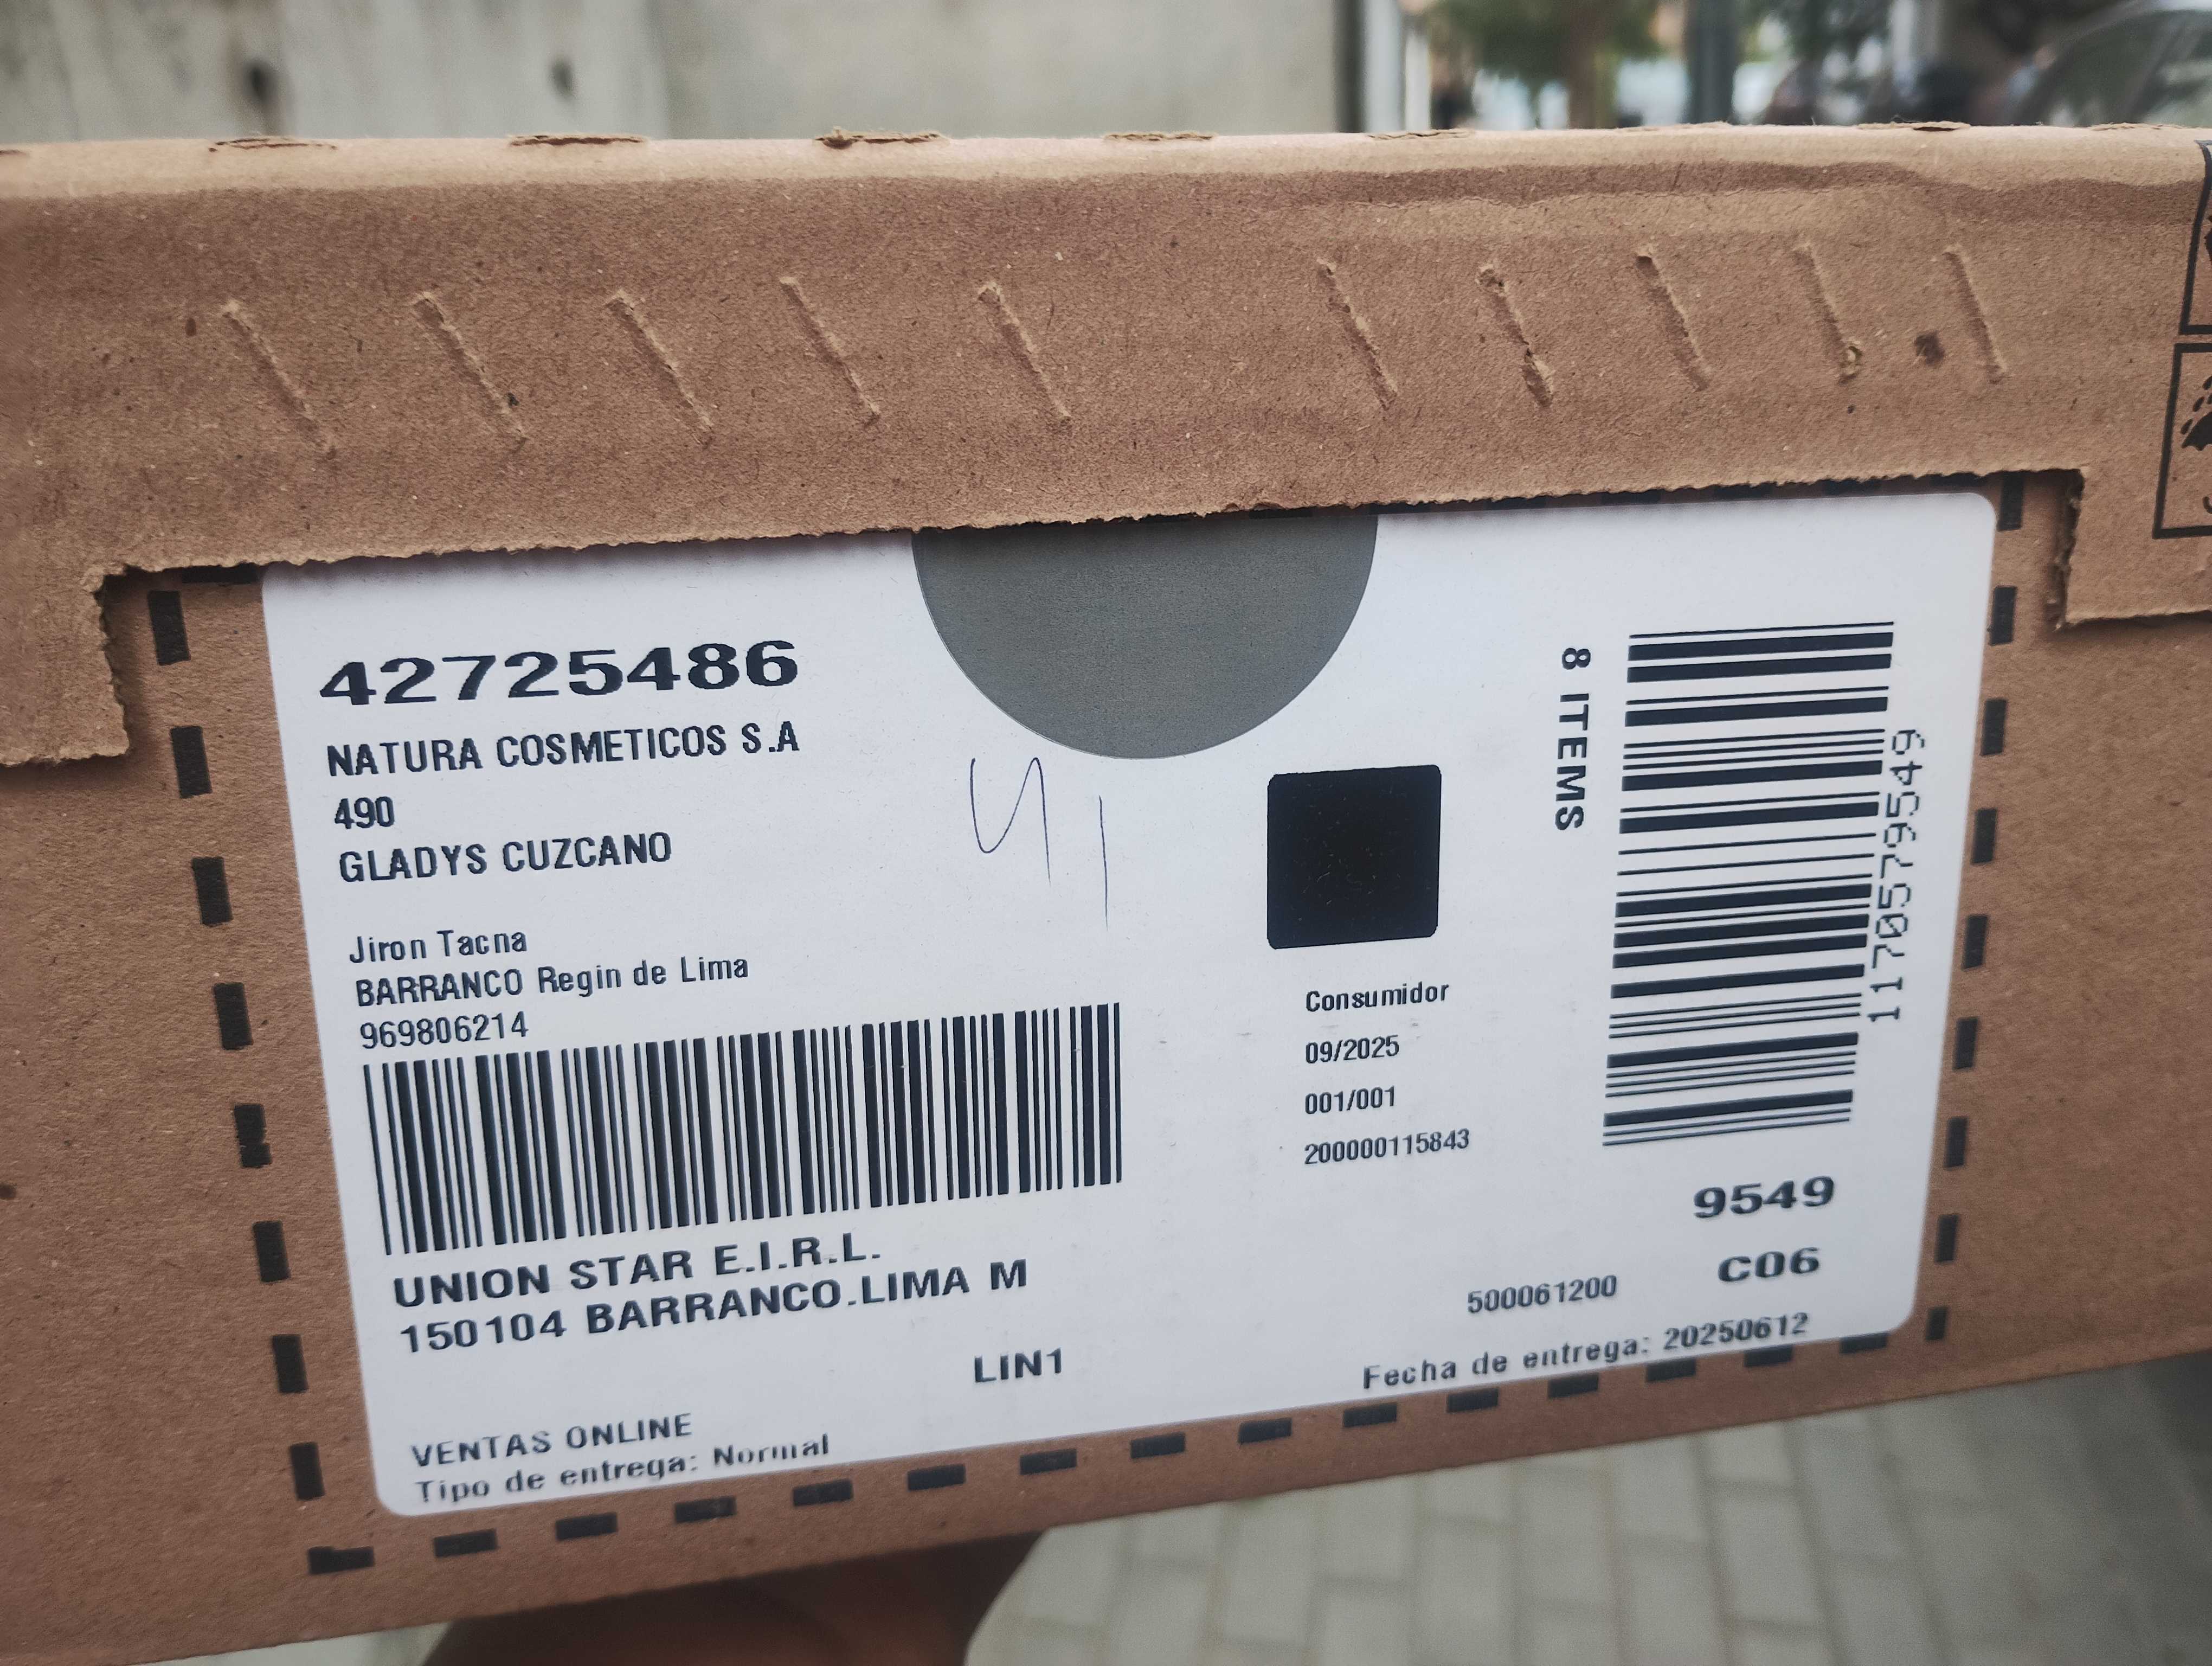 42725486
NATURA COSMETICOS S.A
490
GLADYS CUZCANO
Jiron Tacna
BARRANCO Regin de Lima
969806214
UNION STAR E.I.R.L.
150104 BARRANCO.LIMA M
LIN1
VENTAS ONLINE
Tipo de entrega: Normal
41
Consumidor
09/2025
001/001
200000115843
8 ITEMS
1170579549
9549
C06
500061200
Fecha de entrega: 20250612